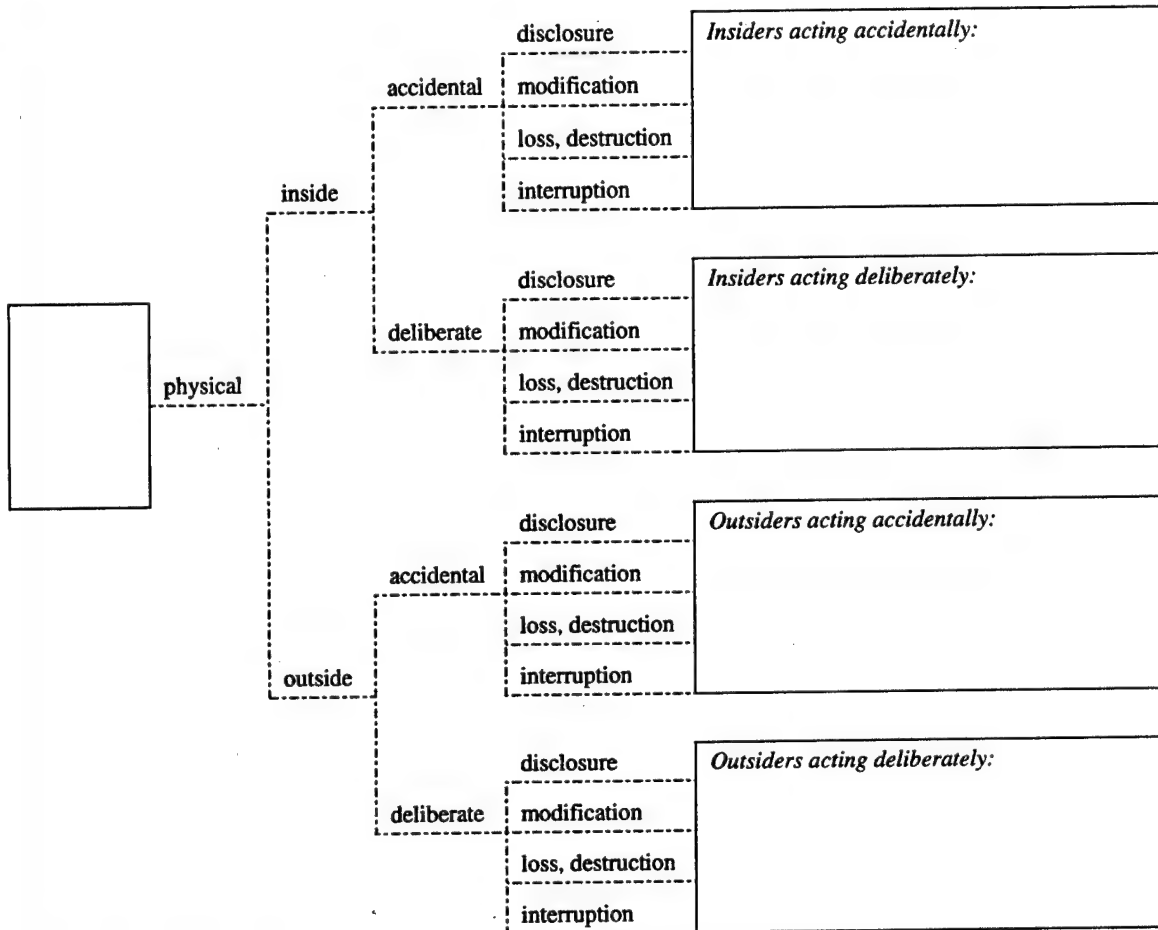 disclosure
Insiders acting accidentally:
accidental
modification
loss, destruction
inside
interruption
disclosure
Insiders acting deliberately:
deliberate
modification
physical
loss, destruction
interruption
disclosure
Outsiders acting accidentally:
accidental
modification
loss, destruction
outside
interruption
disclosure
Outsiders acting deliberately:
deliberate
modification
loss, destruction
interruption